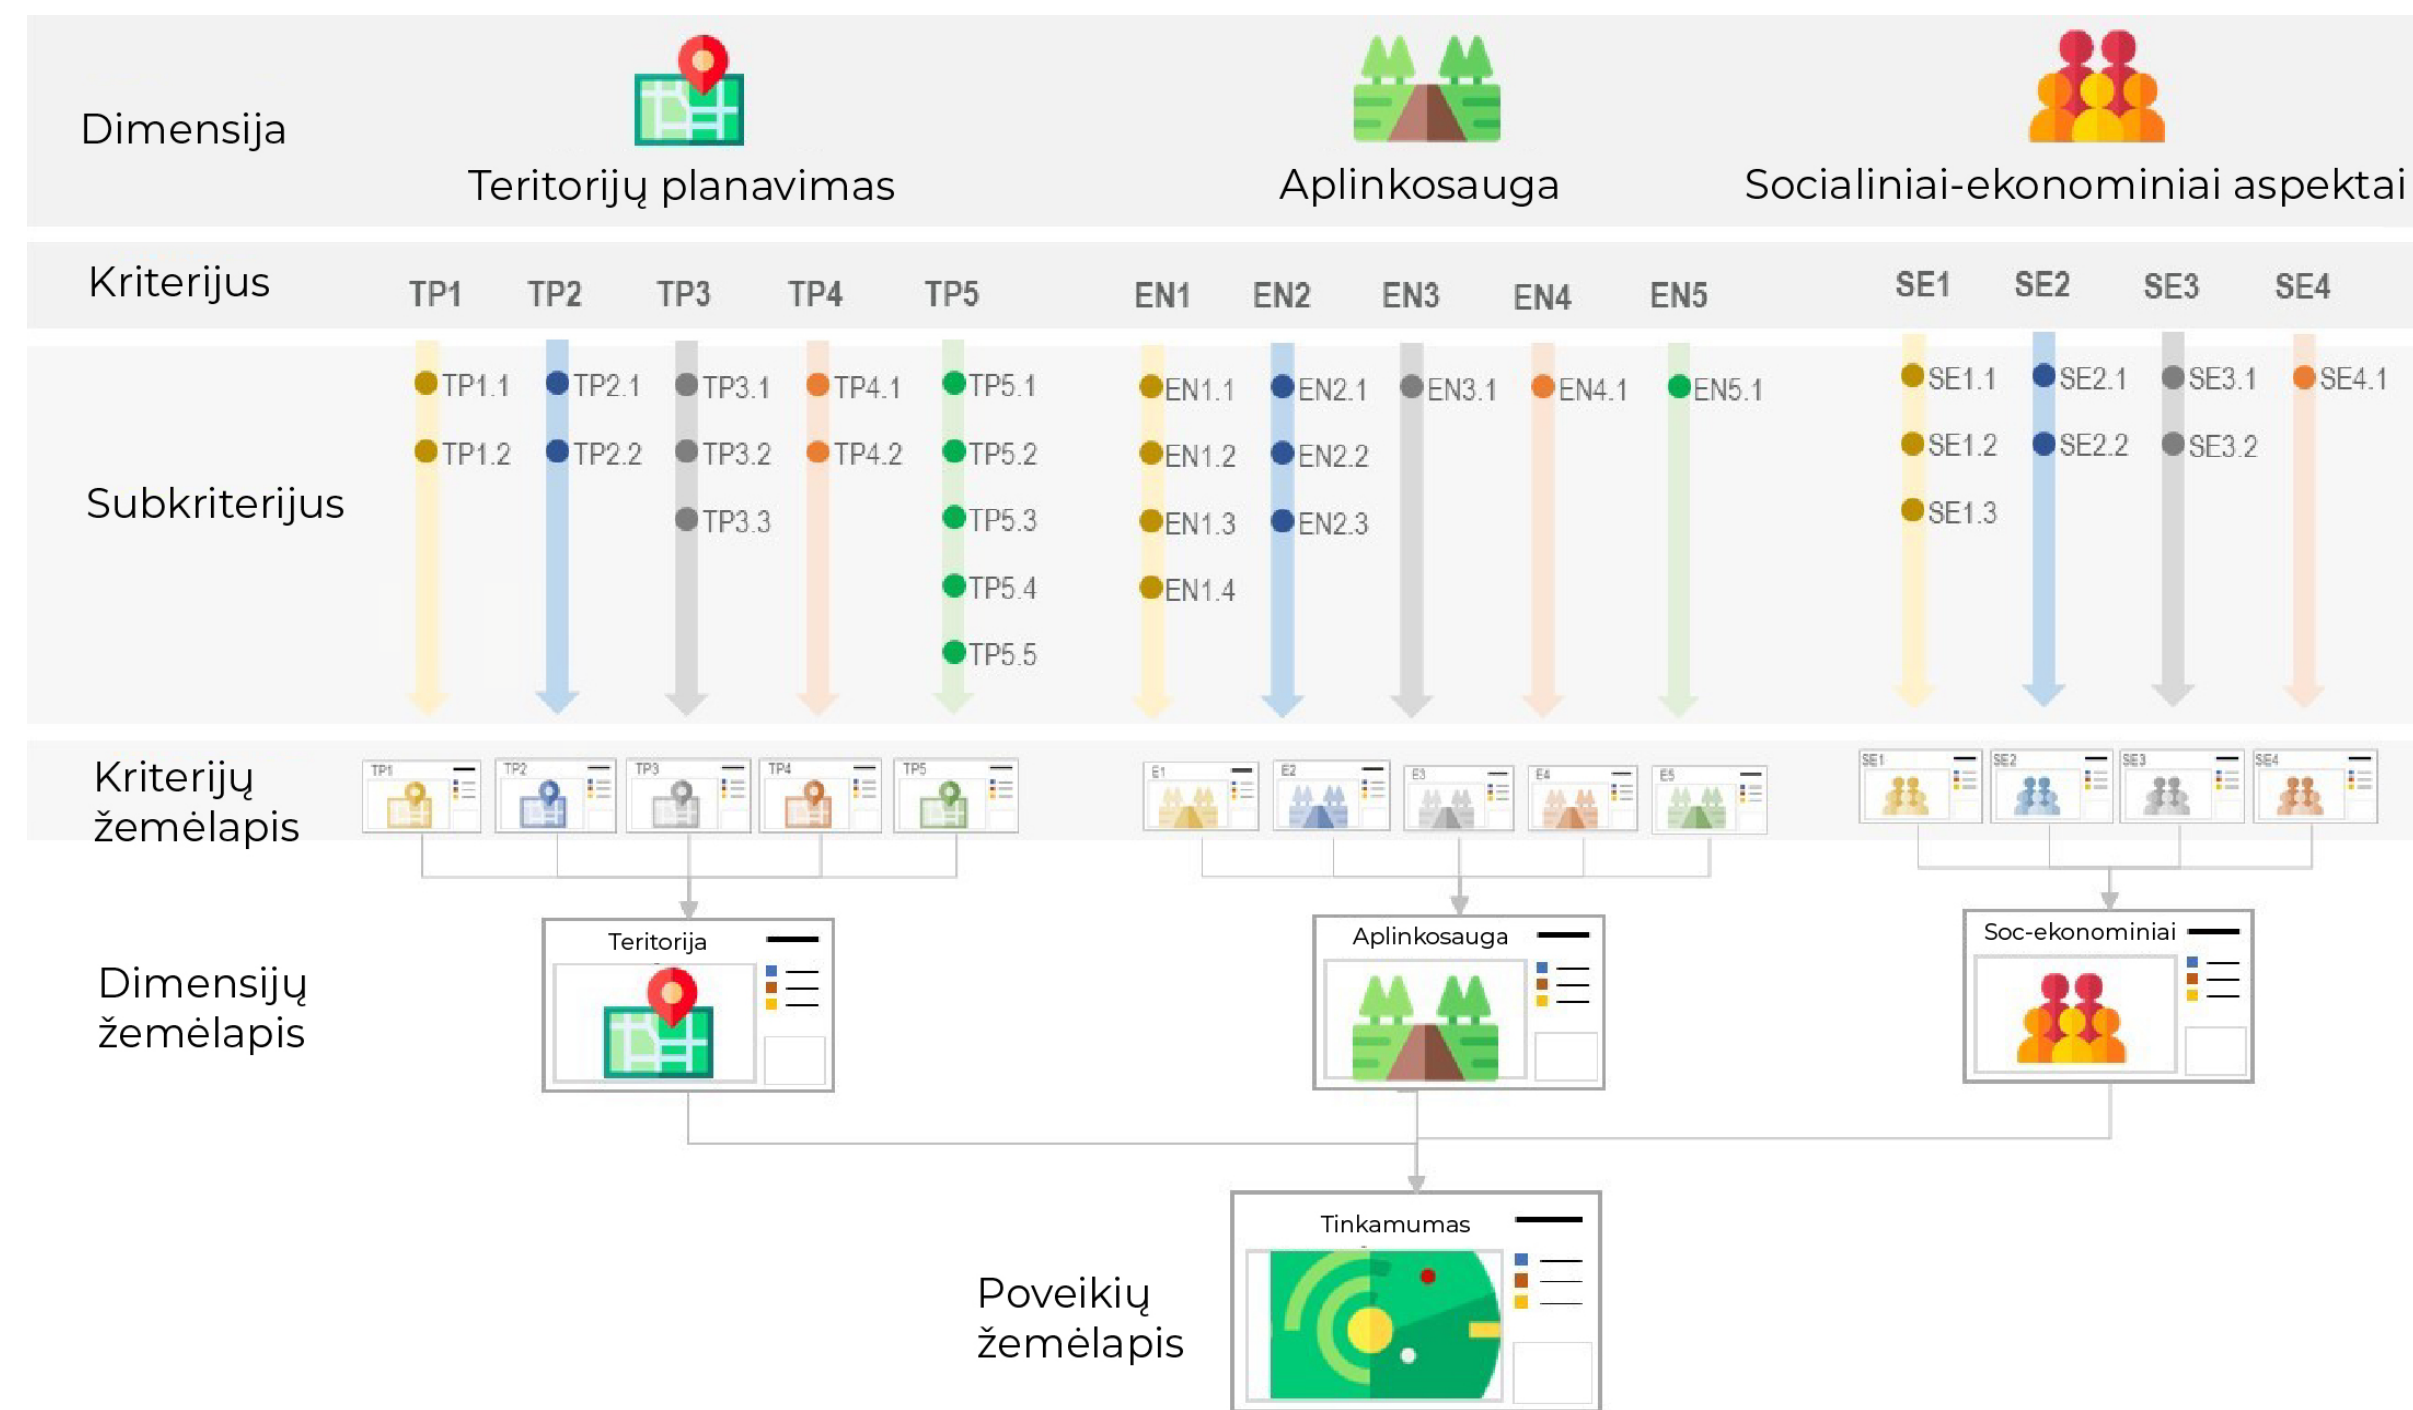 Dimensija
Teritorijų planavimas
Aplinkosauga
Socialiniai-ekonominiai aspektai
Kriterijus
TP1 TP2 TP3 TP4 TP5 EN1 EN2 EN3 EN4 EN5 SE1 SE2 SE3 SE4
Subkriterijus
TP1.1 TP2.1 TP3.1 TP4.1 TP5.1 EN1.1 EN2.1 EN3.1 EN4.1 EN5.1 SE1.1 SE2.1 SE3.1 SE4.1
TP1.2 TP2.2 TP3.2 TP4.2 TP5.2 EN1.2 EN2.2 SE1.2 SE2.2 SE3.2
TP3.3 TP5.3 EN1.3 EN2.3 SE1.3
TP5.4 EN1.4
TP5.5
Kriterijų
žemėlapis
TP1 TP2 TP3 TP4 TP5 E1 E2 E3 E4 E5 SE1 SE2 SE3 SE4
Dimensijų
žemėlapis
Teritorija
Aplinkosauga
Soc-ekonominiai
Poveikių
žemėlapis
Tinkamumas